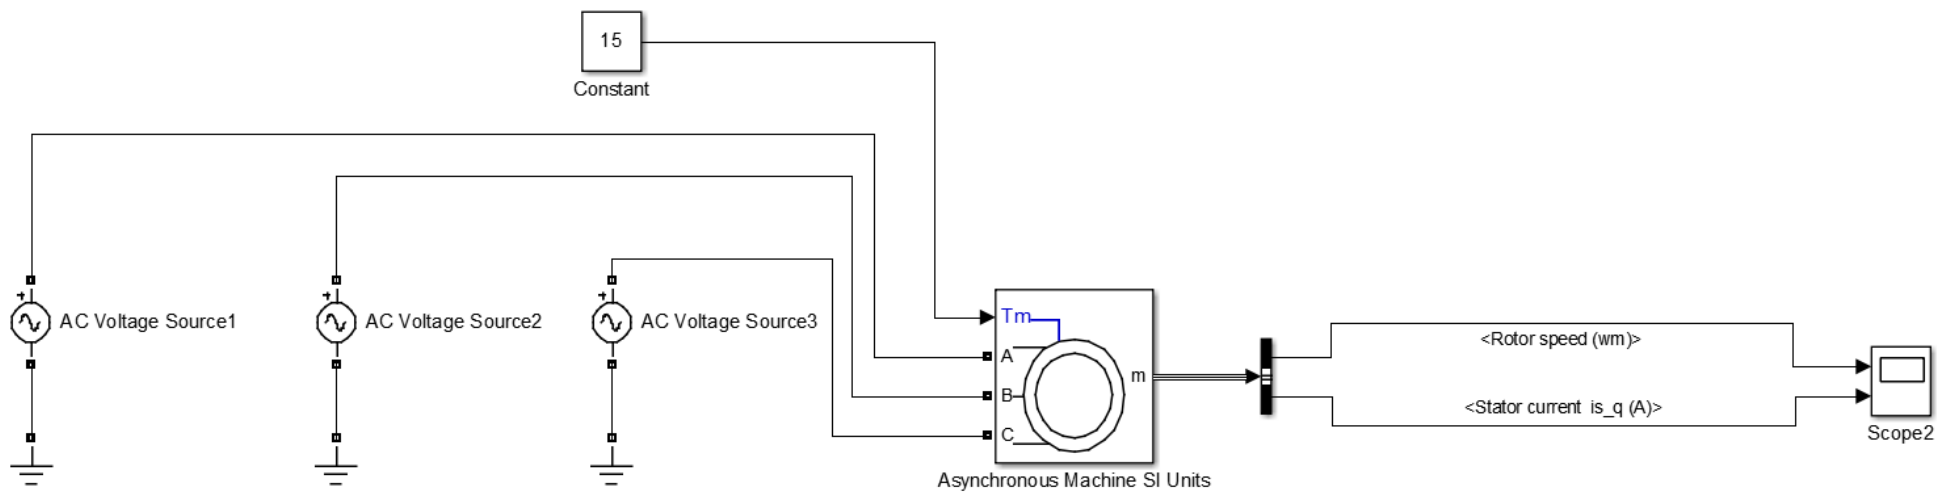 15
Constant
AC Voltage Source1
AC Voltage Source2
AC Voltage Source3
Tm
A
B
C
m
Asynchronous Machine SI Units
<Rotor speed (wm)>
<Stator current is_q (A)>
Scope2